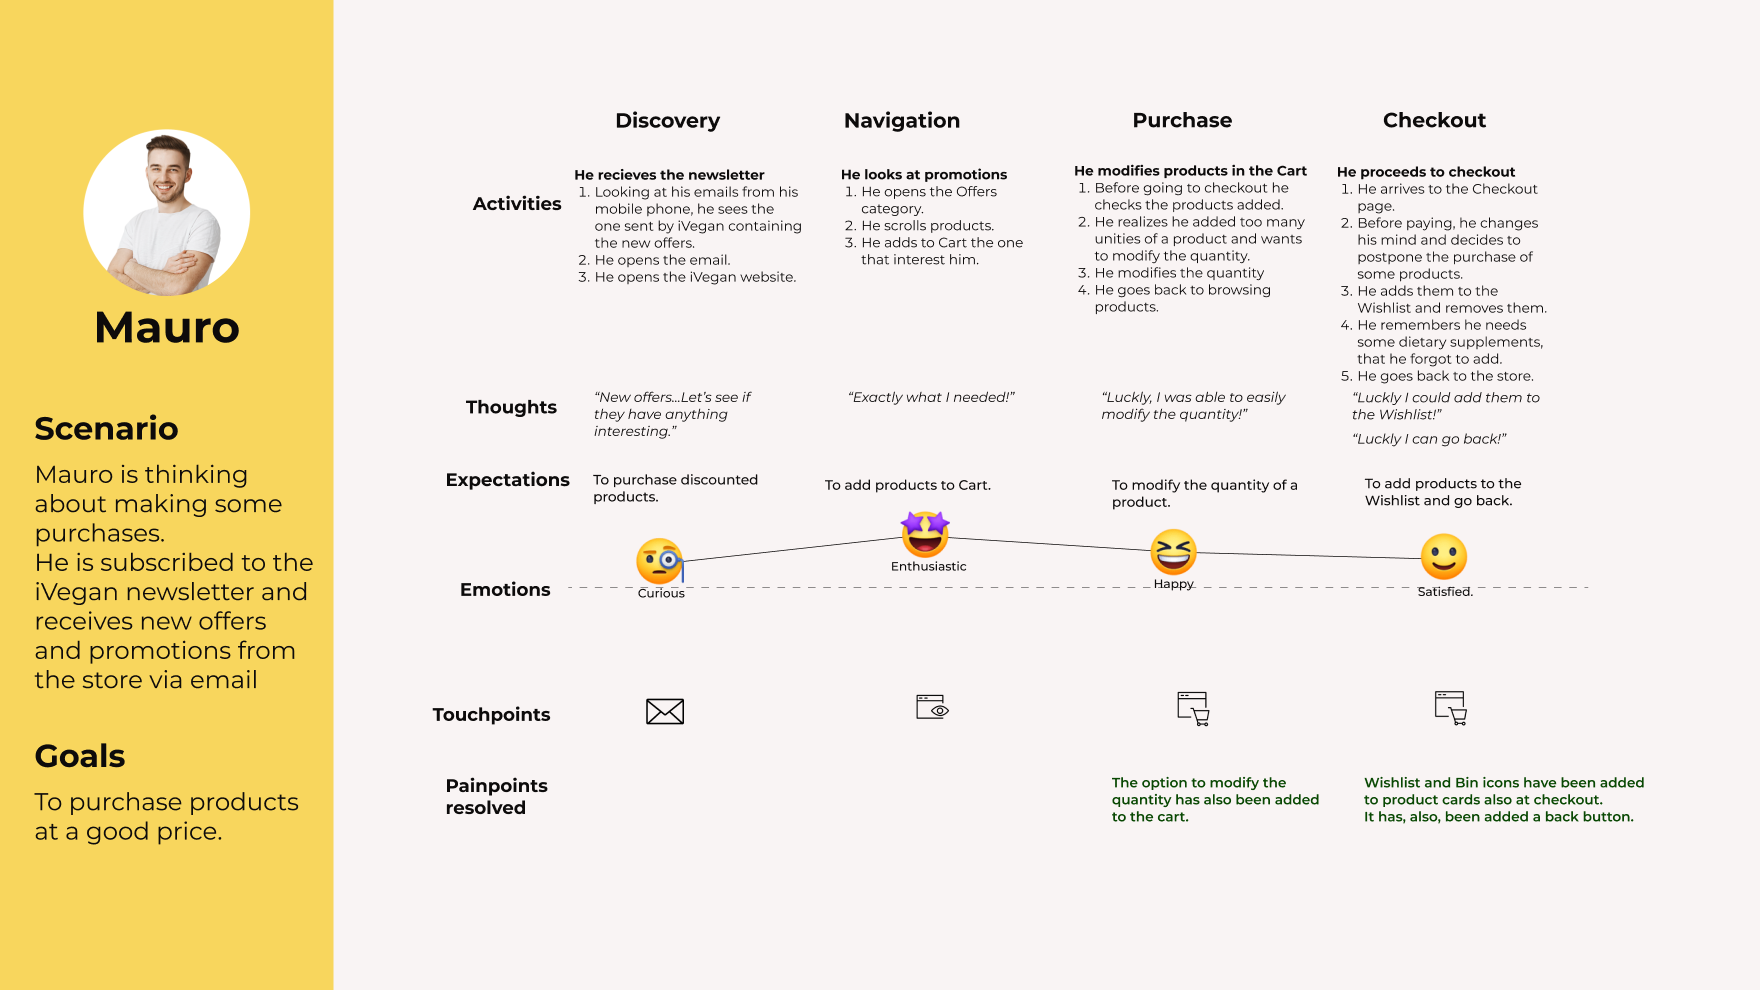 Mauro
Scenario
Mauro is thinking
about making some
purchases.
He is subscribed to the
iVegan newsletter and
receives new offers
and promotions from
the store via email
Goals
To purchase products
at a good price.
Discovery
Navigation
Purchase
Checkout
Activities
He recieves the newsletter
1. Looking at his emails from his
mobile phone, he sees the
one sent by iVegan containing
the new offers.
2. He opens the email.
3. He opens the iVegan website.
He looks at promotions
1. He opens the Offers
category.
2. He scrolls products.
3. He adds to Cart the one
that interest him.
He modifies products in the Cart
1. Before going to checkout he
checks the products added.
2. He realizes he added too many
unities of a product and wants
to modify the quantity.
3. He modifies the quantity
4. He goes back to browsing
products.
He proceeds to checkout
1. He arrives to the Checkout
page.
2. Before paying, he changes
his mind and decides to
postpone the purchase of
some products.
3. He adds them to the
Wishlist and removes them.
4. He remembers he needs
some dietary supplements,
that he forgot to add.
5. He goes back to the store.
Thoughts
“New offers...Let’s see if
they have anything
interesting.”
“Exactly what I needed!”
“Luckly, I was able to easily
modify the quantity!”
“Luckly I could add them to
the Wishlist!”
“Luckly I can go back!”
Expectations
To purchase discounted
products.
To add products to Cart.
To modify the quantity of a
product.
To add products to the
Wishlist and go back.
Emotions
Curious
Enthusiastic
Happy
Satisfied.
Touchpoints
Painpoints
resolved
The option to modify the
quantity has also been added
to the cart.
Wishlist and Bin icons have been added
to product cards also at checkout.
It has, also, been added a back button.